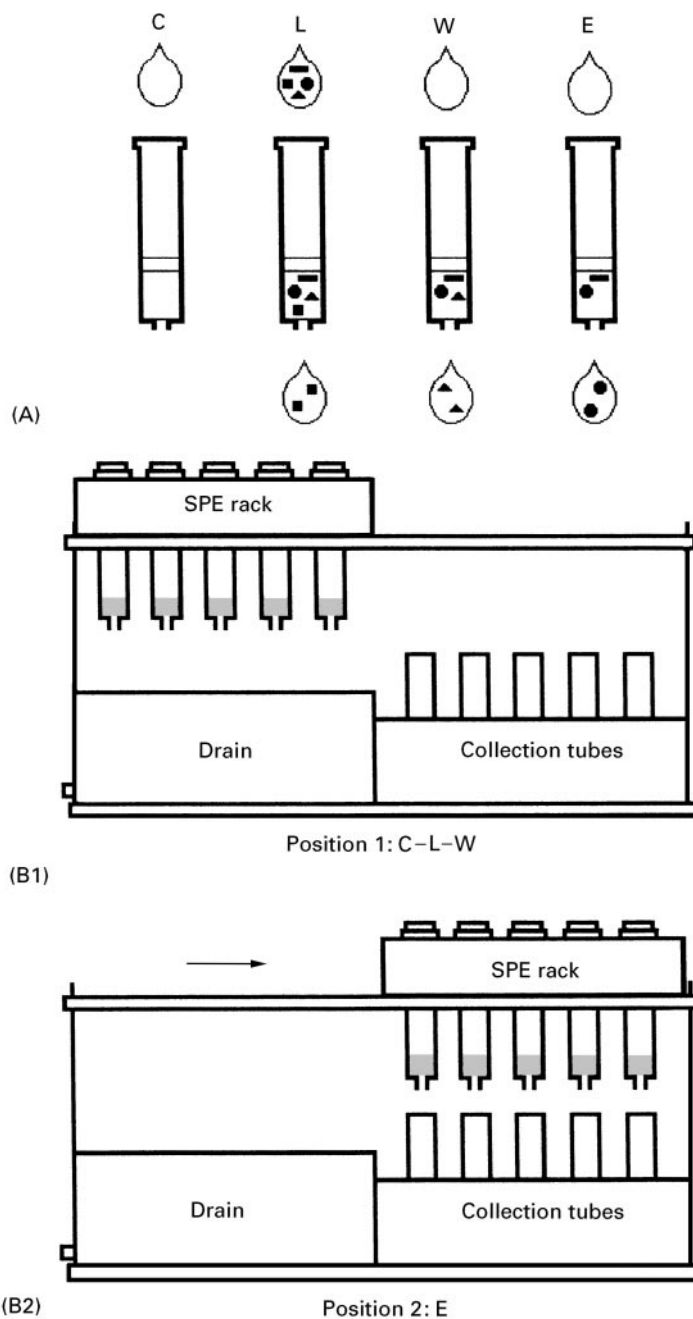 C L W E
(A)
SPE rack
Drain Collection tubes
Position 1: C–L–W
(B1)
SPE rack
Drain Collection tubes
(B2) Position 2: E